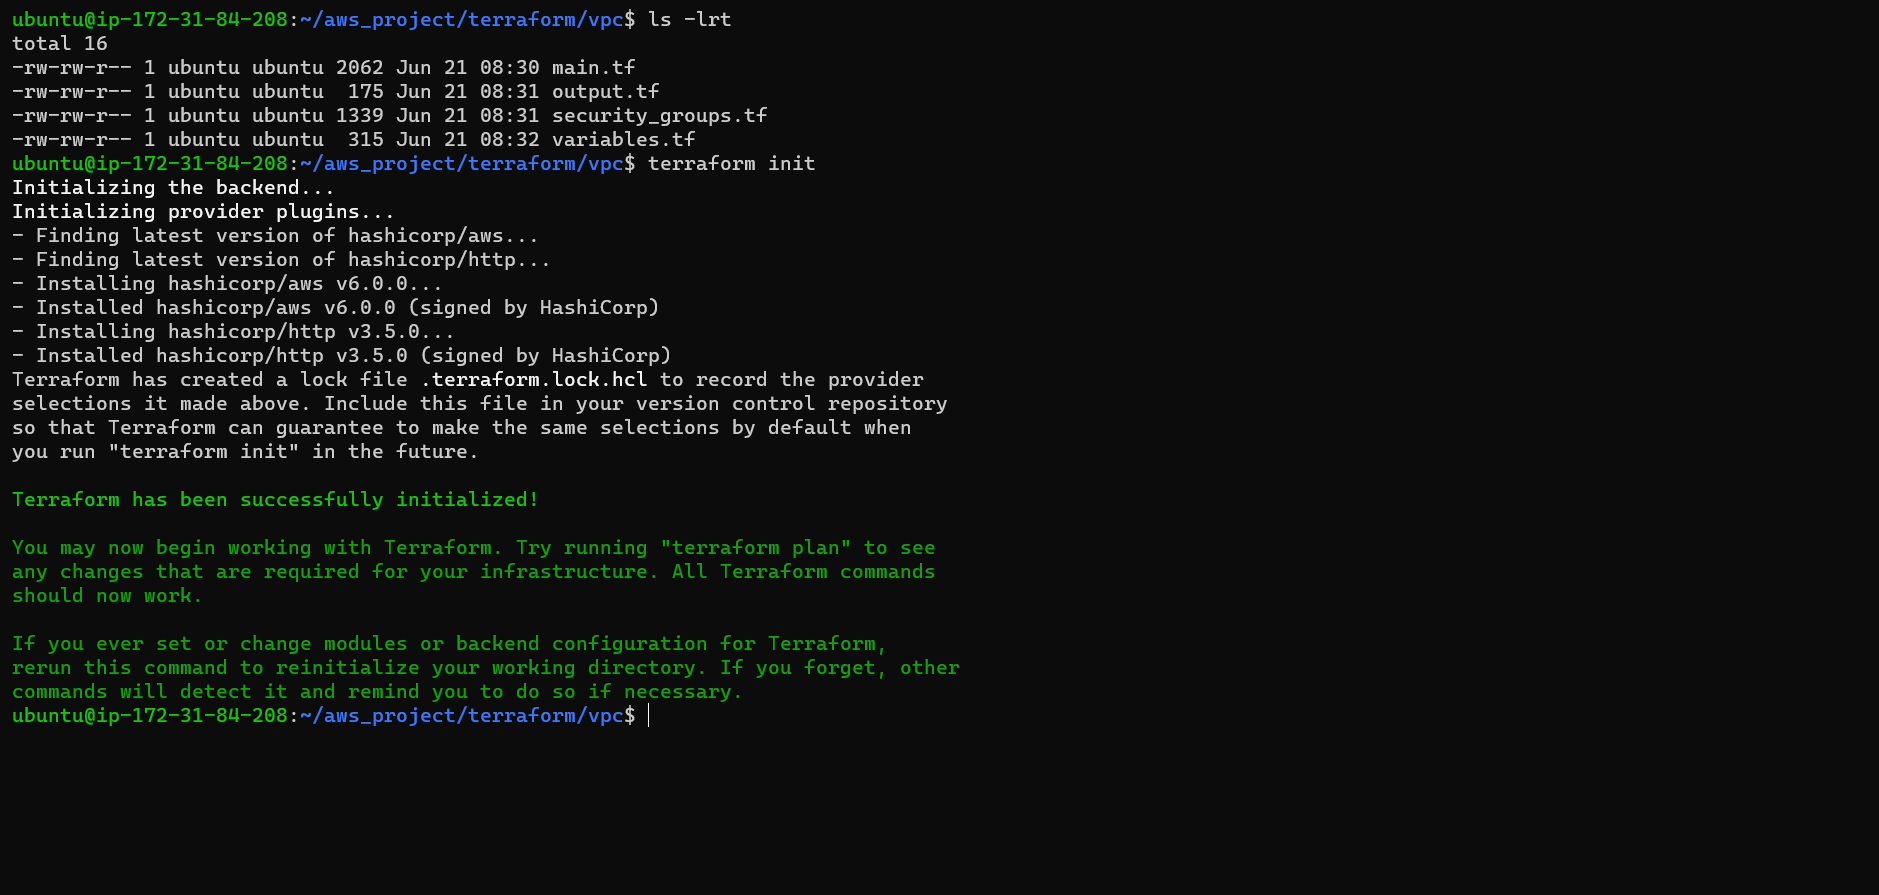 ubuntu@ip-172-31-84-208:~/aws_project/terraform/vpc$ ls -lrt
total 16
-rw-rw-r-- 1 ubuntu ubuntu 2062 Jun 21 08:30 main.tf
-rw-rw-r-- 1 ubuntu ubuntu  175 Jun 21 08:31 output.tf
-rw-rw-r-- 1 ubuntu ubuntu 1339 Jun 21 08:31 security_groups.tf
-rw-rw-r-- 1 ubuntu ubuntu  315 Jun 21 08:32 variables.tf
ubuntu@ip-172-31-84-208:~/aws_project/terraform/vpc$ terraform init
Initializing the backend...
Initializing provider plugins...
- Finding latest version of hashicorp/aws...
- Finding latest version of hashicorp/http...
- Installing hashicorp/aws v6.0.0...
- Installed hashicorp/aws v6.0.0 (signed by HashiCorp)
- Installing hashicorp/http v3.5.0...
- Installed hashicorp/http v3.5.0 (signed by HashiCorp)
Terraform has created a lock file .terraform.lock.hcl to record the provider
selections it made above. Include this file in your version control repository
so that Terraform can guarantee to make the same selections by default when
you run "terraform init" in the future.

Terraform has been successfully initialized!

You may now begin working with Terraform. Try running "terraform plan" to see
any changes that are required for your infrastructure. All Terraform commands
should now work.

If you ever set or change modules or backend configuration for Terraform,
rerun this command to reinitialize your working directory. If you forget, other
commands will detect it and remind you to do so if necessary.
ubuntu@ip-172-31-84-208:~/aws_project/terraform/vpc$